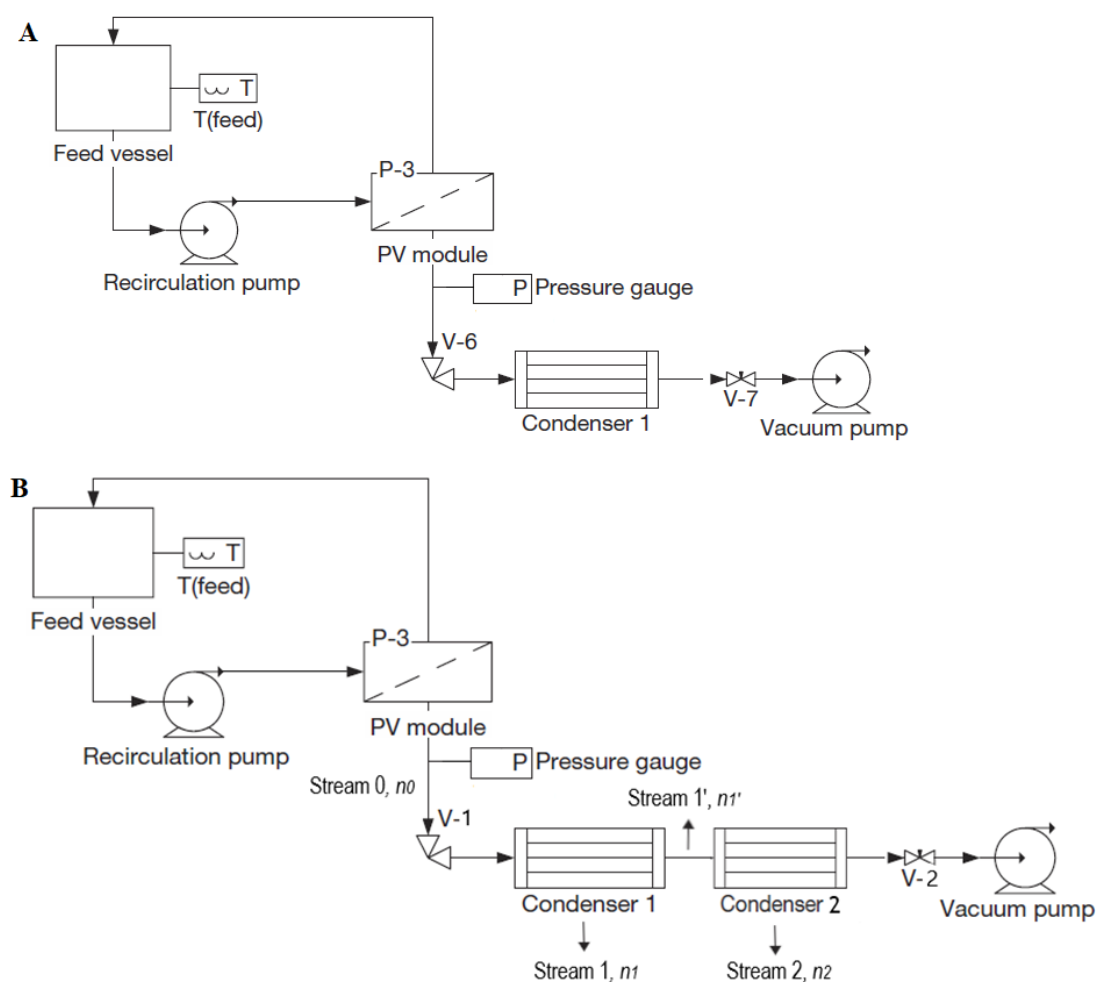 A
T
T(feed)
Feed vessel
P-3
Recirculation pump
PV module
P Pressure gauge
V-6
Condenser 1
V-7
Vacuum pump
B
T
T(feed)
Feed vessel
P-3
PV module
Recirculation pump
P Pressure gauge
Stream 0, n0
Stream 1', n1'
V-1
Condenser 1
Condenser 2
V-2
Vacuum pump
Stream 1, n1
Stream 2, n2